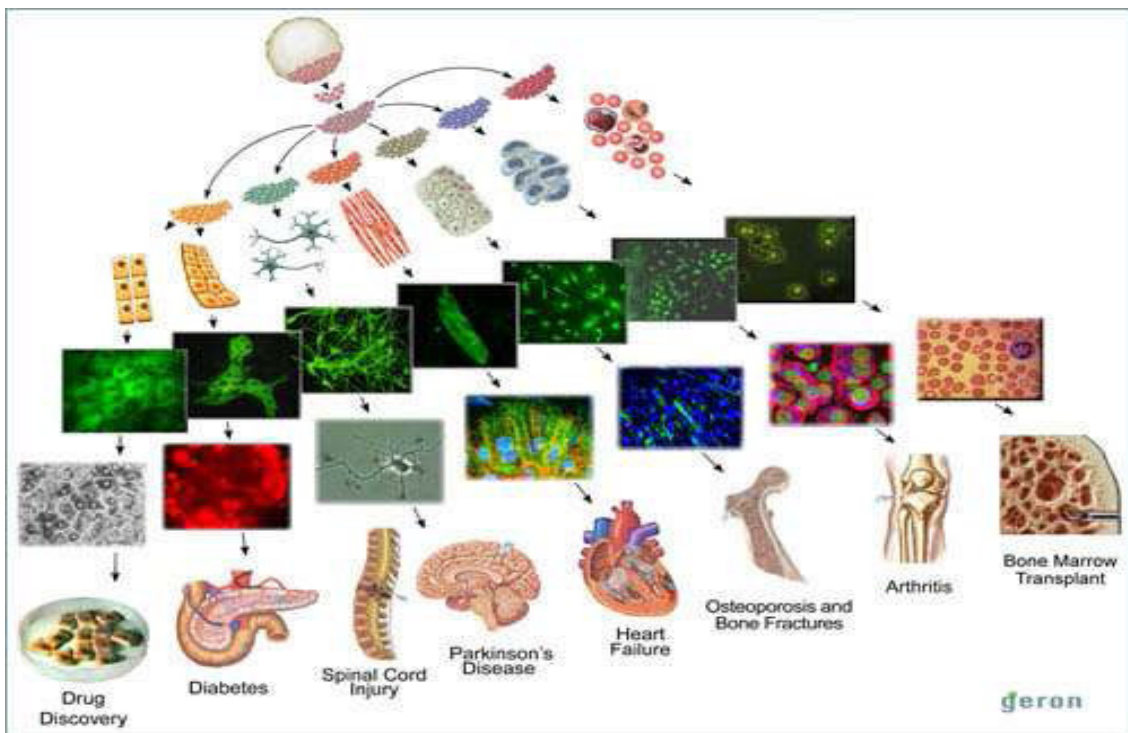 Drug
Discovery
Diabetes
Spinal Cord
Injury
Parkinson's
Disease
Heart
Failure
Osteoporosis and
Bone Fractures
Arthritis
Bone Marrow
Transplant
geron